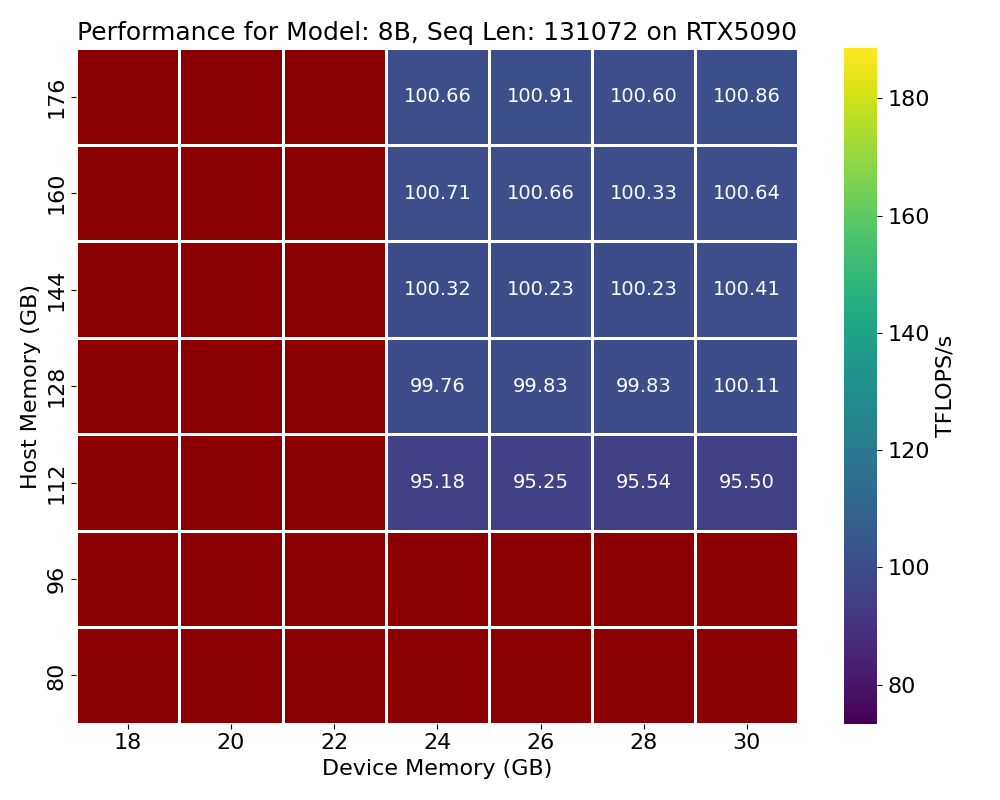 Performance for Model: 8B, Seq Len: 131072 on RTX5090
176 100.66 100.91 100.60 100.86
160 100.71 100.66 100.33 100.64
144 100.32 100.23 100.23 100.41
128 99.76 99.83 99.83 100.11
112 95.18 95.25 95.54 95.50
96
80
Host Memory (GB)
18 20 22 24 26 28 30
Device Memory (GB)
180
160
140
120
100
80
TFLOPS/s